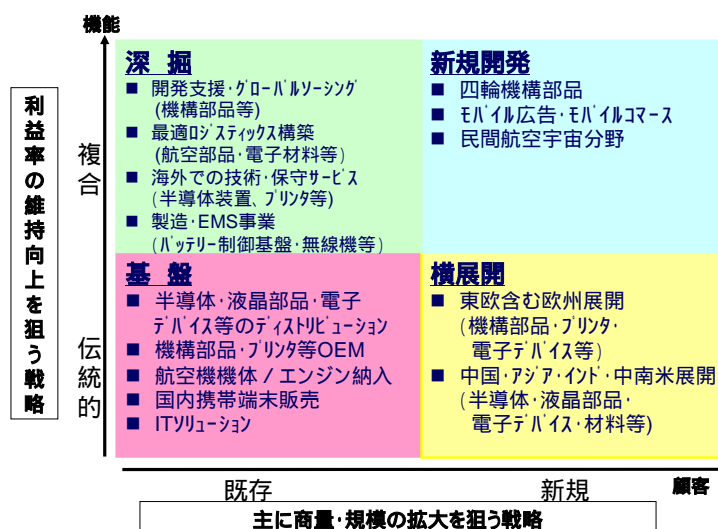 機能
利益率の維持向上を狙う戦略
複合
伝統的
深 掘
■ 開発支援･ｸﾞﾛｰﾊﾞﾙｿｰｼﾝｸﾞ
(機構部品等)
■ 最適ﾛｼﾞｽﾃｨｯｸｽ構築
(航空部品･電子材料等)
■ 海外での技術･保守ｻｰﾋﾞｽ
(半導体装置､ﾌﾟﾘﾝﾀ等)
■ 製造･EMS事業
(ﾊﾞｯﾃﾘｰ制御基盤･無線機等)
新規開発
■ 四輪機構部品
■ ﾓﾊﾞｲﾙ広告･ﾓﾊﾞｲﾙｺﾏｰｽ
■ 民間航空宇宙分野
基 盤
■ 半導体･液晶部品･電子
ﾃﾞﾊﾞｲｽ等のﾃﾞｨｽﾄﾘﾋﾞｭｰｼｮﾝ
■ 機構部品･ﾌﾟﾘﾝﾀ等OEM
■ 航空機機体 / エンジン納入
■ 国内携帯端末販売
■ ITｿﾘｭｰｼｮﾝ
横展開
■ 東欧含む欧州展開
(機構部品･ﾌﾟﾘﾝﾀ･
電子ﾃﾞﾊﾞｲｽ等)
■ 中国･ｱｼﾞｱ･ｲﾝﾄﾞ･中南米展開
(半導体･液晶部品･
電子ﾃﾞﾊﾞｲｽ･材料等)
既存
新規
顧客
主に商量･規模の拡大を狙う戦略